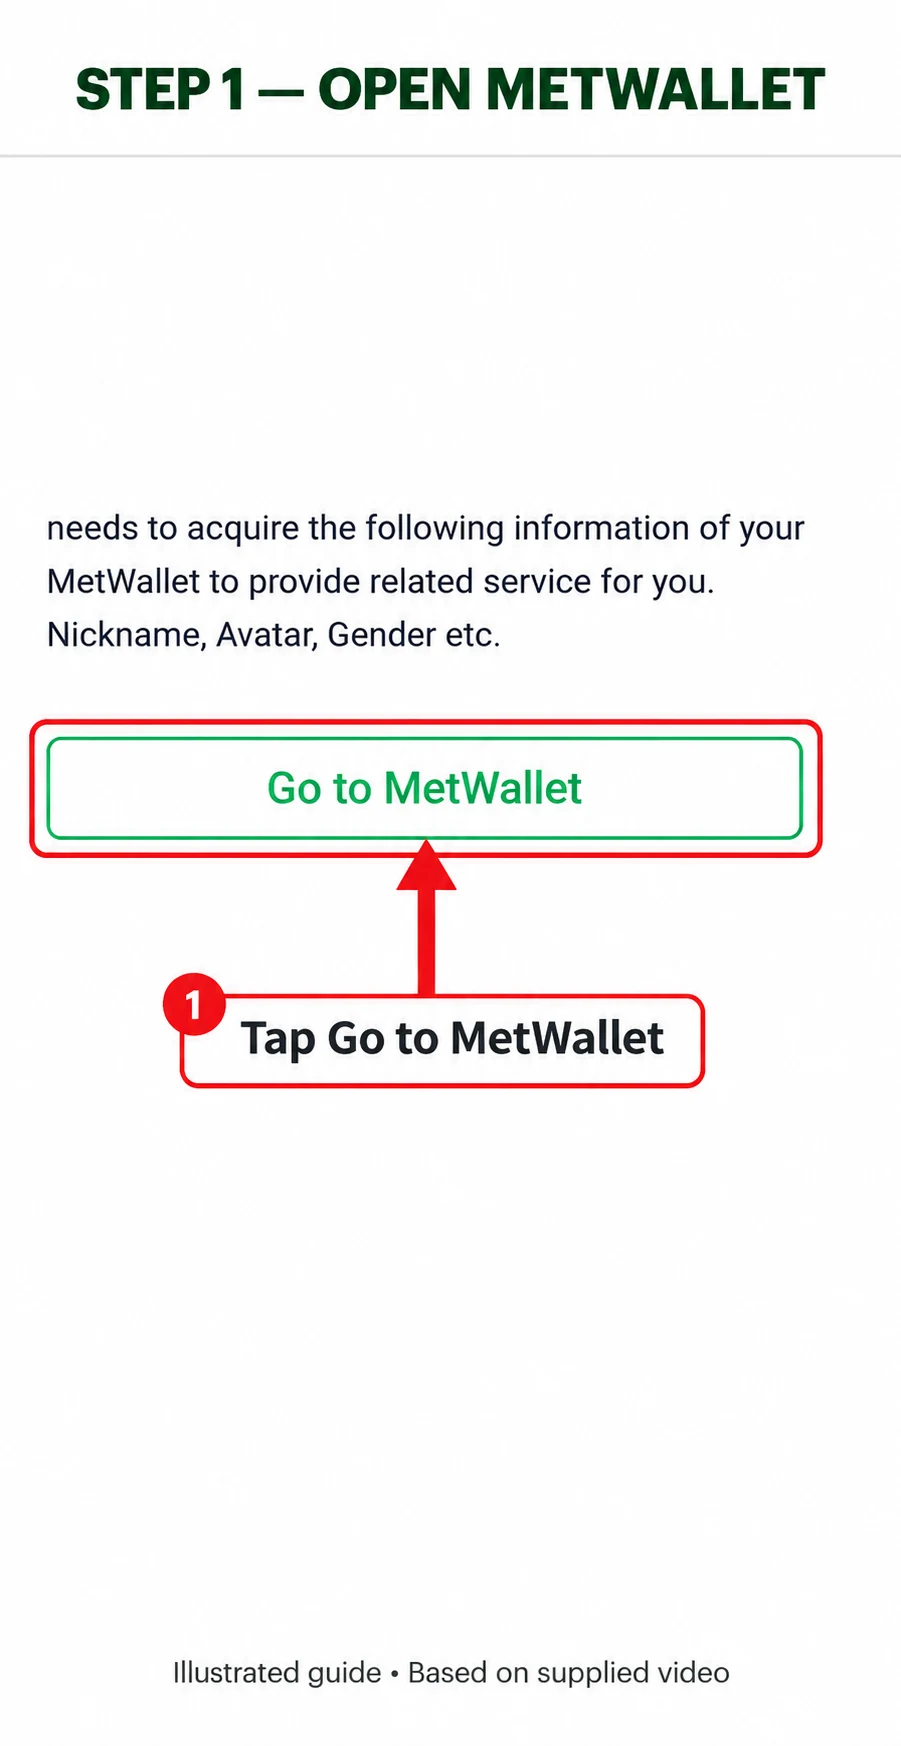 STEP 1 — OPEN METWALLET
needs to acquire the following information of your
MetWallet to provide related service for you.
Nickname, Avatar, Gender etc.
Go to MetWallet
1
Tap Go to MetWallet
Illustrated guide • Based on supplied video